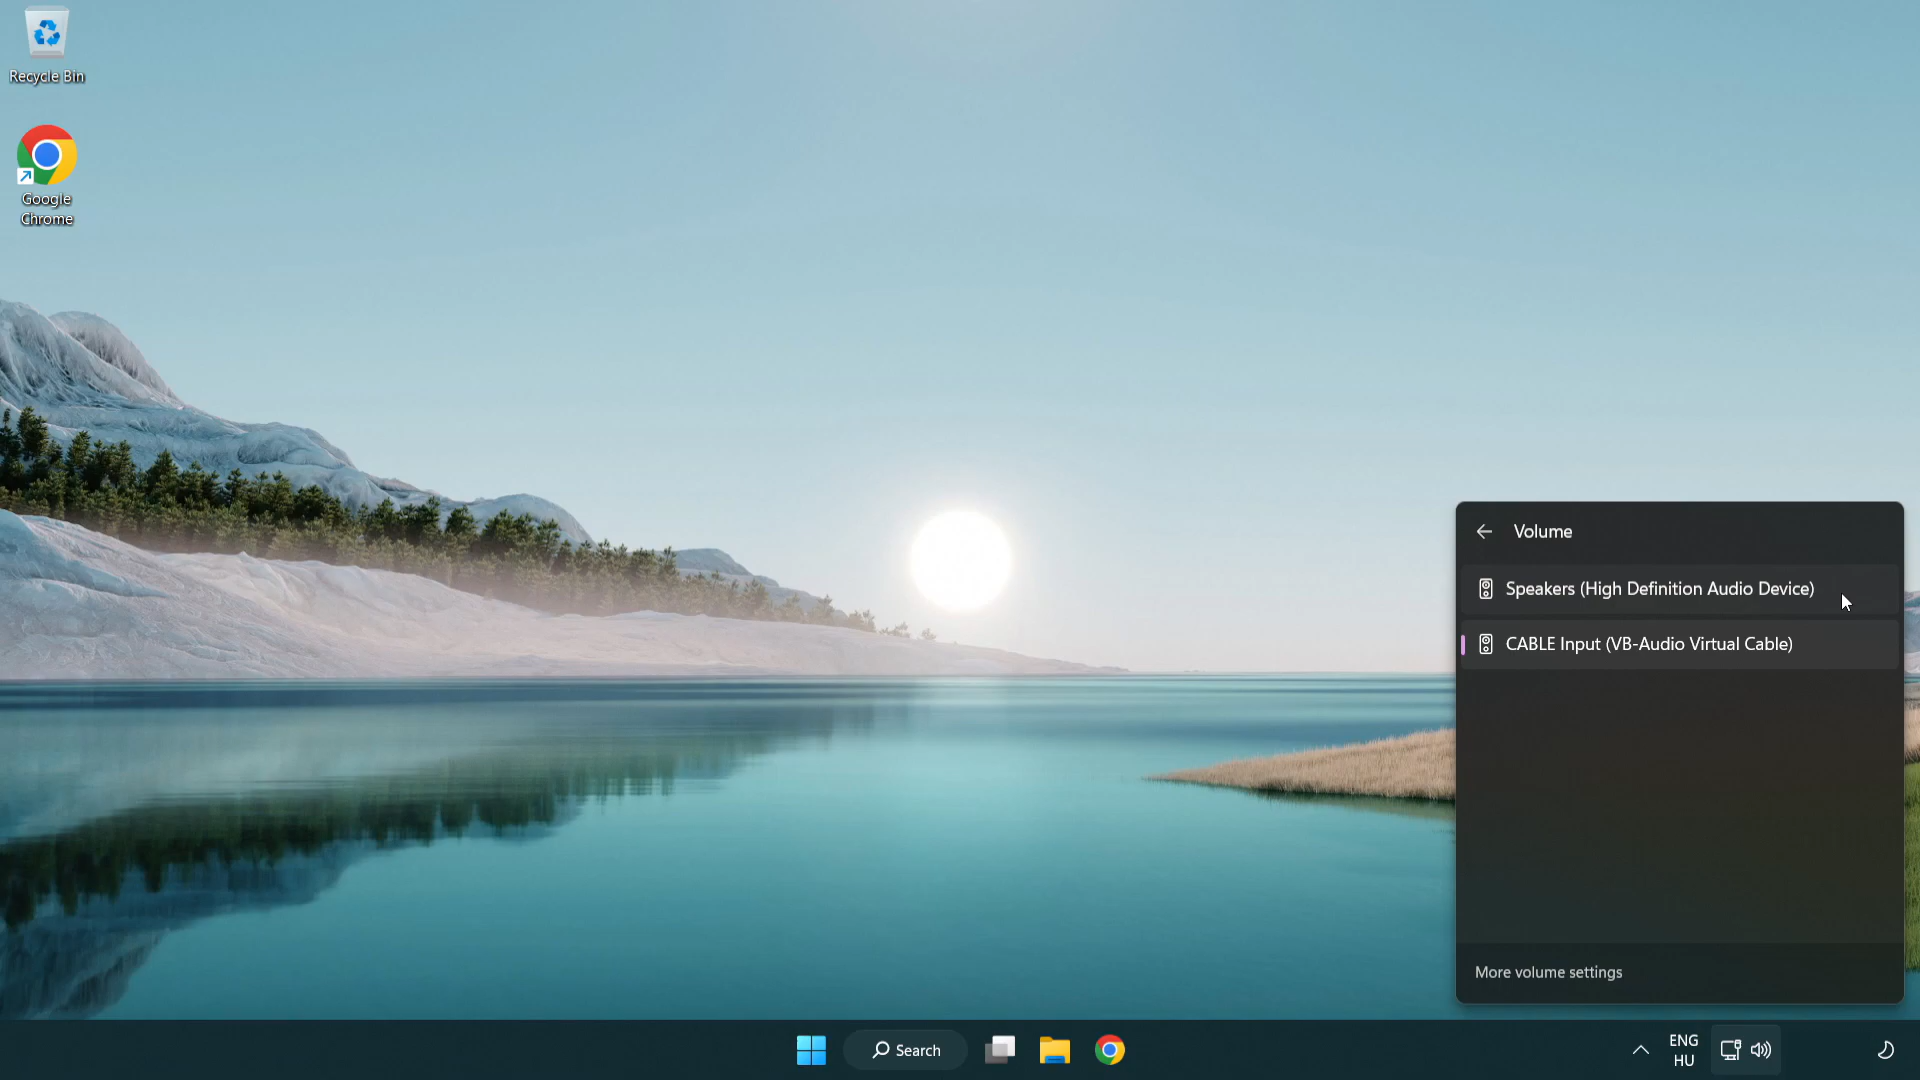 Recycle Bin
Google
Chrome
Volume
Speakers (High Definition Audio Device)
CABLE Input (VB-Audio Virtual Cable)
More volume settings
Search
ENG
HU